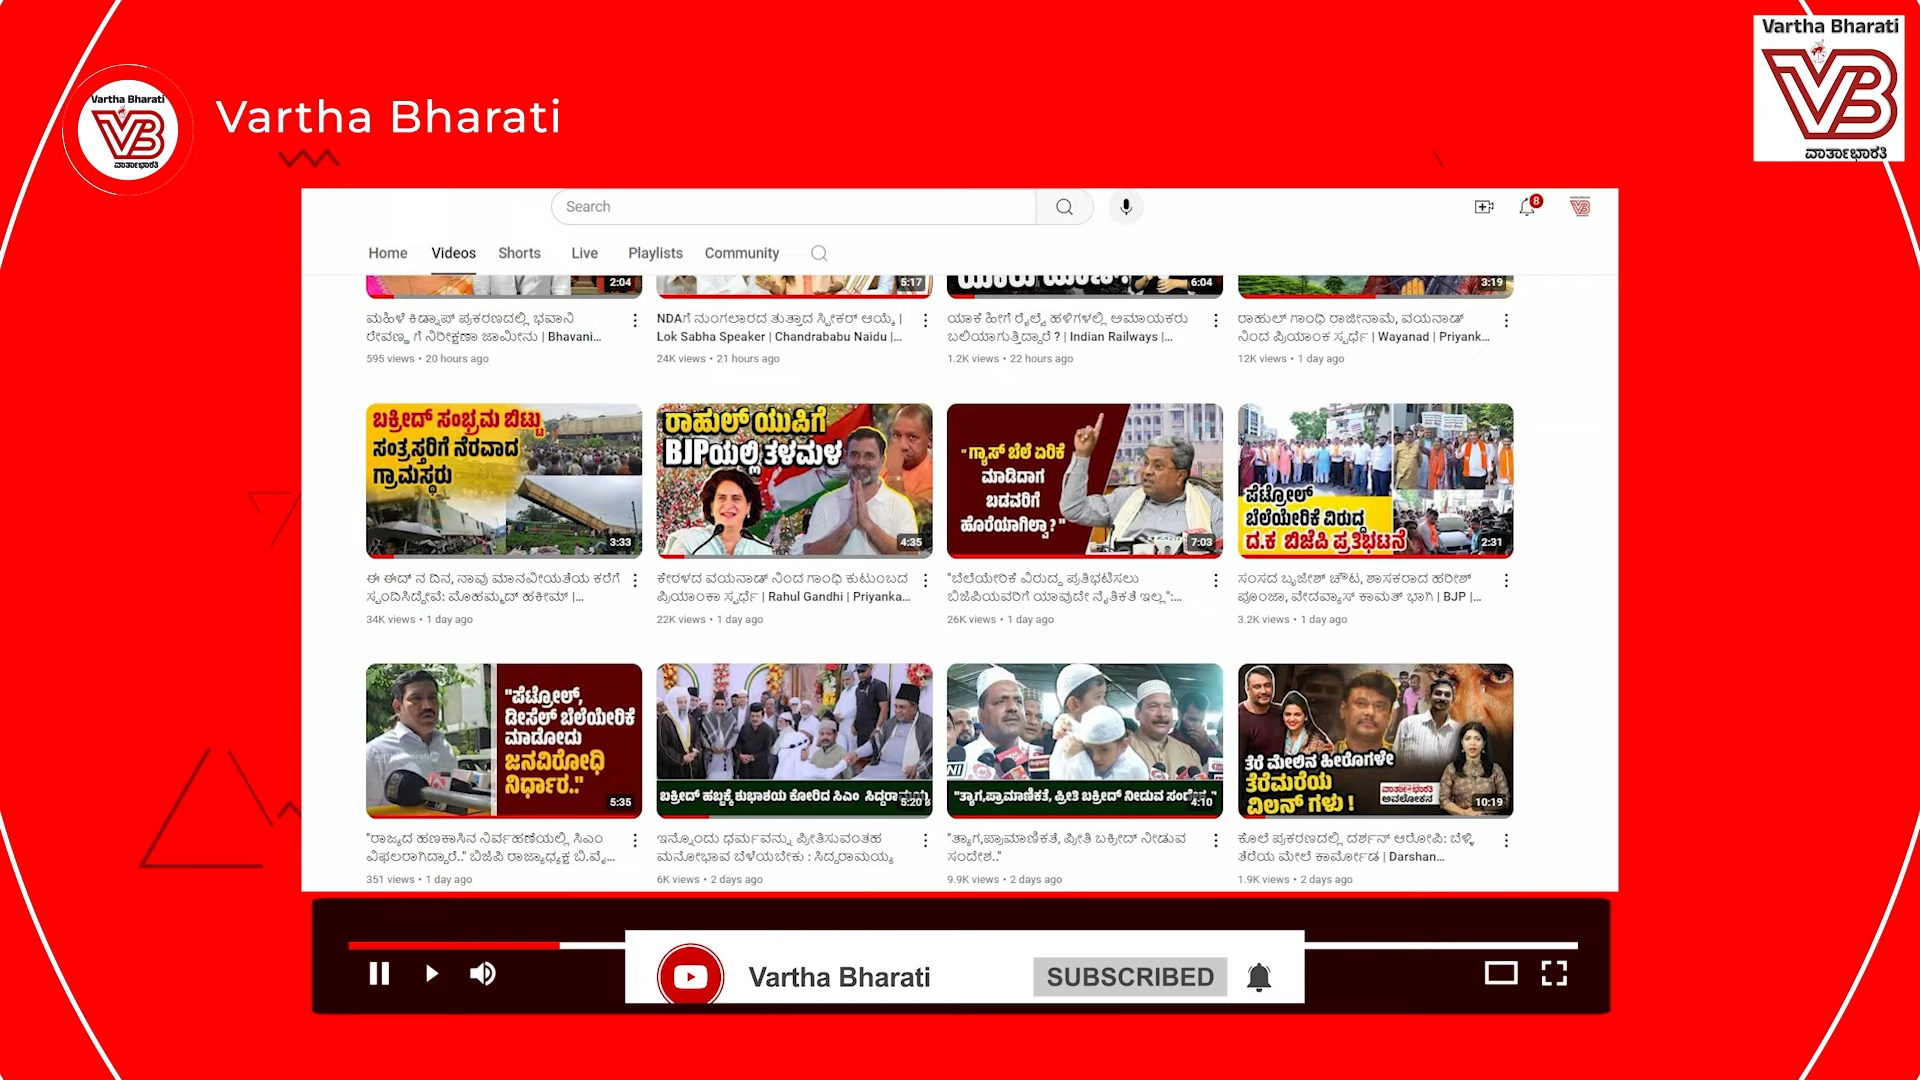 Vartha Bharati
VB
ವಾರ್ತಾಭಾರತಿ
Vartha Bharati
Vartha Bharati
VB
ವಾರ್ತಾಭಾರತಿ
Search
8
Home Videos Shorts Live Playlists Community
2:04
5:17
6:04
3:19
ಮಹಿಳೆ ಕಿಡ್ನಾಪ್ ಪ್ರಕರಣದಲ್ಲಿ ಭವಾನಿ
ರೇವಣ್ಣ ಗೆ ನಿರೀಕ್ಷಣಾ ಜಾಮೀನು | Bhavani...
595 views • 20 hours ago
NDAಗೆ ನುಂಗಲಾರದ ತುತ್ತಾದ ಸ್ಪೀಕರ್ ಆಯ್ಕೆ |
Lok Sabha Speaker | Chandrababu Naidu |...
24K views • 21 hours ago
ಯಾಕೆ ಹೀಗೆ ರೈಲ್ವೆ ಹಳಿಗಳಲ್ಲಿ ಅಮಾಯಕರು
ಬಲಿಯಾಗುತ್ತಿದ್ದಾರೆ ? | Indian Railways |...
1.2K views • 22 hours ago
ರಾಹುಲ್ ಗಾಂಧಿ ರಾಜೀನಾಮೆ, ವಯನಾಡ್
ನಿಂದ ಪ್ರಿಯಾಂಕ ಸ್ಪರ್ಧೆ | Wayanad | Priyank...
12K views • 1 day ago
ಬಕ್ರೀದ್ ಸಂಭ್ರಮ ಬಿಟ್ಟು
ಸಂತ್ರಸ್ತರಿಗೆ ನೆರವಾದ
ಗ್ರಾಮಸ್ಥರು
3:33
ರಾಹುಲ್ ಯುಪಿಗೆ
BJPಯಲ್ಲಿ ತಳಮಳ
4:35
"ಗ್ಯಾಸ್ ಬೆಲೆ ಏರಿಕೆ
ಮಾಡಿದಾಗ
ಬಡವರಿಗೆ
ಹೊರೆಯಾಗಿಲ್ವಾ?"
7:03
ಪೆಟ್ರೋಲ್
ಬೆಲೆಯೇರಿಕೆ ವಿರುದ್ಧ
ದ.ಕ ಬಿಜೆಪಿ ಪ್ರತಿಭಟನೆ
2:31
ಈ ಈದ್ ನ ದಿನ, ನಾವು ಮಾನವೀಯತೆಯ ಕರೆಗೆ
ಸ್ಪಂದಿಸಿದ್ದೇವೆ: ಮೊಹಮ್ಮದ್ ಹಕೀಮ್ |...
34K views • 1 day ago
ಕೇರಳದ ವಯನಾಡ್ ನಿಂದ ಗಾಂಧಿ ಕುಟುಂಬದ
ಪ್ರಿಯಾಂಕಾ ಸ್ಪರ್ಧೆ | Rahul Gandhi | Priyanka...
22K views • 1 day ago
"ಬೆಲೆಯೇರಿಕೆ ವಿರುದ್ಧ ಪ್ರತಿಭಟಿಸಲು
ಬಿಜೆಪಿಯವರಿಗೆ ಯಾವುದೇ ನೈತಿಕತೆ ಇಲ್ಲ":...
26K views • 1 day ago
ಸಂಸದ ಬೃಜೇಶ್ ಚೌಟ, ಶಾಸಕರಾದ ಹರೀಶ್
ಪೂಂಜಾ, ವೇದವ್ಯಾಸ್ ಕಾಮತ್ ಭಾಗಿ | BJP |...
3.2K views • 1 day ago
"ಪೆಟ್ರೋಲ್,
ಡೀಸೆಲ್ ಬೆಲೆಯೇರಿಕೆ
ಮಾಡೋದು
ಜನವಿರೋಧಿ
ನಿರ್ಧಾರ.."
5:35
ಬಕ್ರೀದ್ ಹಬ್ಬಕ್ಕೆ ಶುಭಾಶಯ ಕೋರಿದ ಸಿಎಂ ಸಿದ್ದರಾಮಯ್ಯ
5:20
"ತ್ಯಾಗ,ಪ್ರಾಮಾಣಿಕತೆ, ಪ್ರೀತಿ ಬಕ್ರೀದ್ ನೀಡುವ ಸಂದೇಶ.."
4:10
ತೆರೆ ಮೇಲಿನ ಹೀರೊಗಳೇ
ತೆರೆಮರೆಯ
ವಿಲನ್ ಗಳು !
ವಾರ್ತಾಭಾರತಿ
ಅವಲೋಕನ
10:19
"ರಾಜ್ಯದ ಹಣಕಾಸಿನ ನಿರ್ವಹಣೆಯಲ್ಲಿ ಸಿಎಂ
ವಿಫಲರಾಗಿದ್ದಾರೆ.." ಬಿಜೆಪಿ ರಾಜ್ಯಾಧ್ಯಕ್ಷ ಬಿ.ವೈ...
351 views • 1 day ago
ಇನ್ನೊಂದು ಧರ್ಮವನ್ನು ಪ್ರೀತಿಸುವಂತಹ
ಮನೋಭಾವ ಬೆಳೆಯಬೇಕು : ಸಿದ್ದರಾಮಯ್ಯ
6K views • 2 days ago
"ತ್ಯಾಗ,ಪ್ರಾಮಾಣಿಕತೆ, ಪ್ರೀತಿ ಬಕ್ರೀದ್ ನೀಡುವ
ಸಂದೇಶ.."
9.9K views • 2 days ago
ಕೊಲೆ ಪ್ರಕರಣದಲ್ಲಿ ದರ್ಶನ್ ಆರೋಪಿ: ಬೆಳ್ಳಿ
ತೆರೆಯ ಮೇಲೆ ಕಾರ್ಮೋಡ | Darshan...
1.9K views • 2 days ago
Vartha Bharati SUBSCRIBED